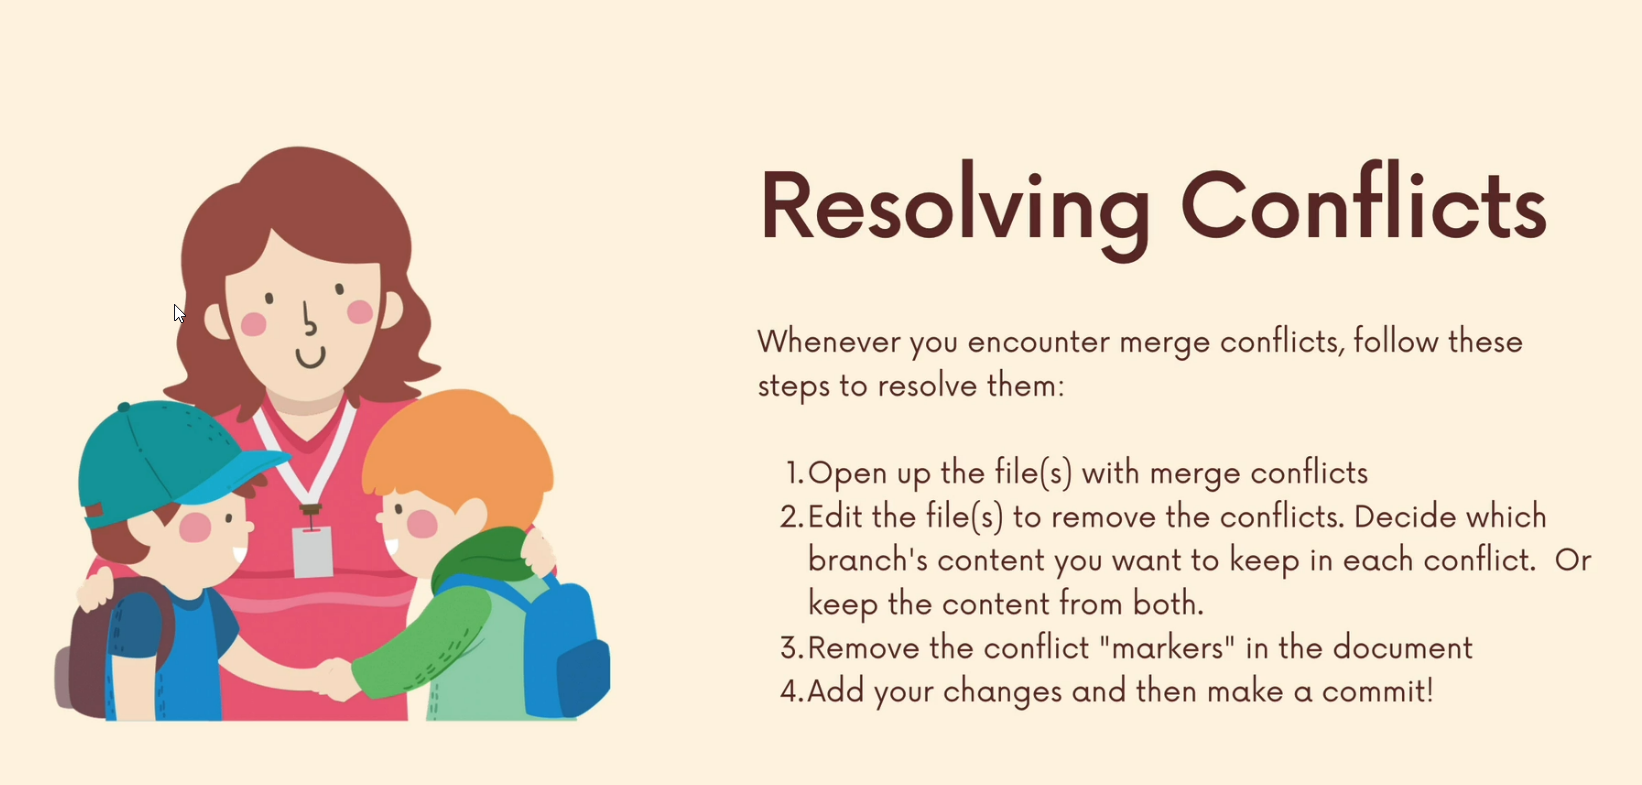 Resolving Conflicts
Whenever you encounter merge conflicts, follow these
steps to resolve them:
1.Open up the file(s) with merge conflicts
2.Edit the file(s) to remove the conflicts. Decide which
branch's content you want to keep in each conflict.  Or
keep the content from both.
3.Remove the conflict "markers" in the document
4.Add your changes and then make a commit!